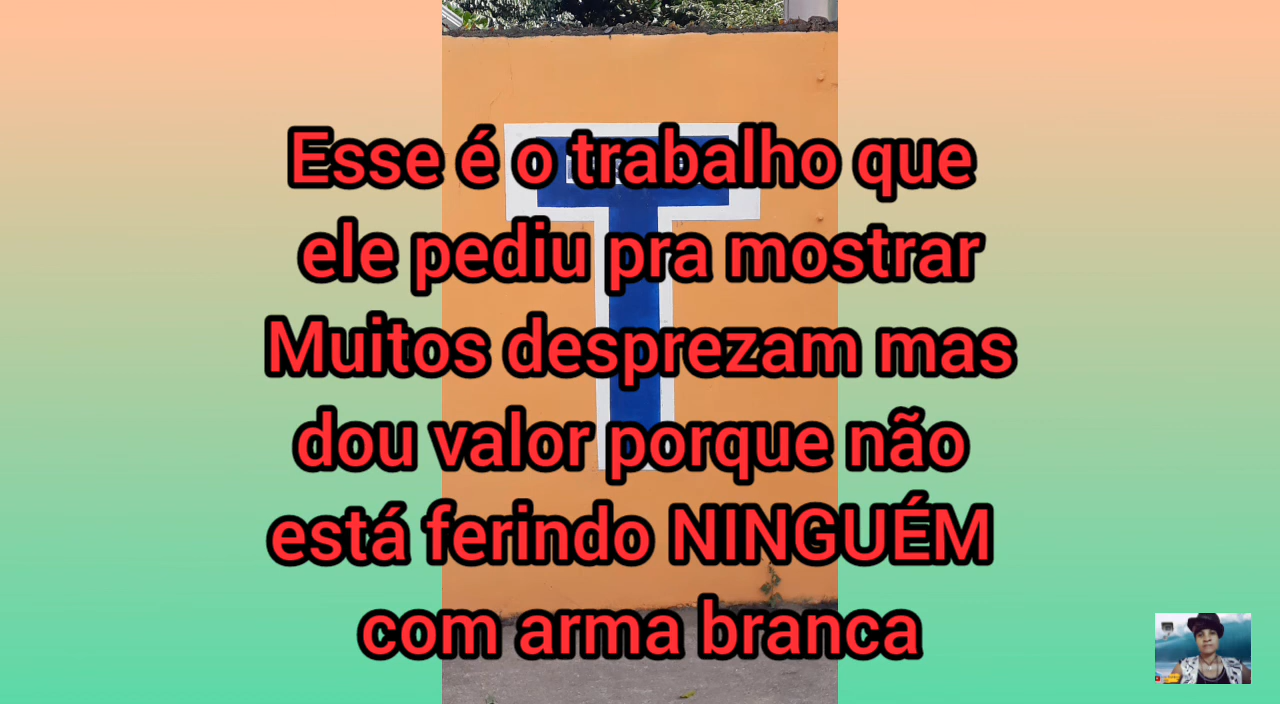 Esse é o trabalho que
ele pediu pra mostrar
Muitos desprezam mas
dou valor porque não
está ferindo NINGUÉM
com arma branca
T